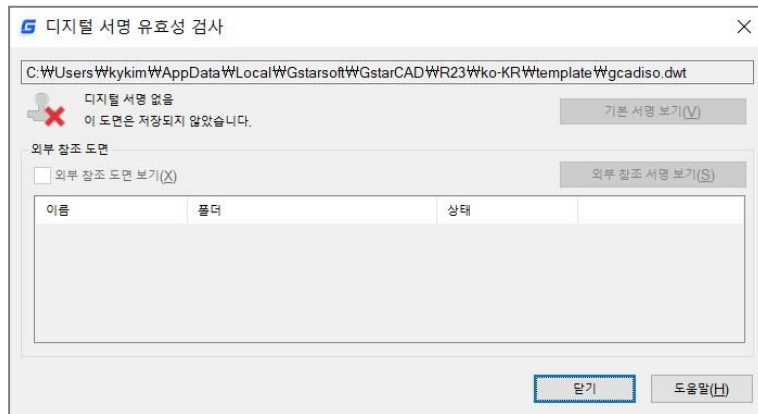 디지털 서명 유효성 검사
C:₩Users₩kykim₩AppData₩Local₩Gstarsoft₩GstarCAD₩R23₩ko-KR₩template₩gcadiso.dwt
디지털 서명 없음
이 도면은 저장되지 않았습니다.
기본 서명 보기(V)
외부 참조 도면
외부 참조 도면 보기(X)
외부 참조 서명 보기(S)
이름 폴더 상태
닫기 도움말(H)